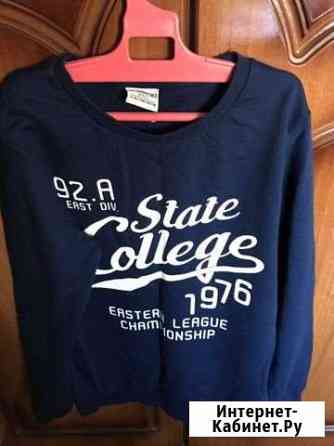 92.A
EAST DIV
State
College
1976
EASTER LEAGUE
CHAM IONSHIP
Интернет-
Кабинет.Ру